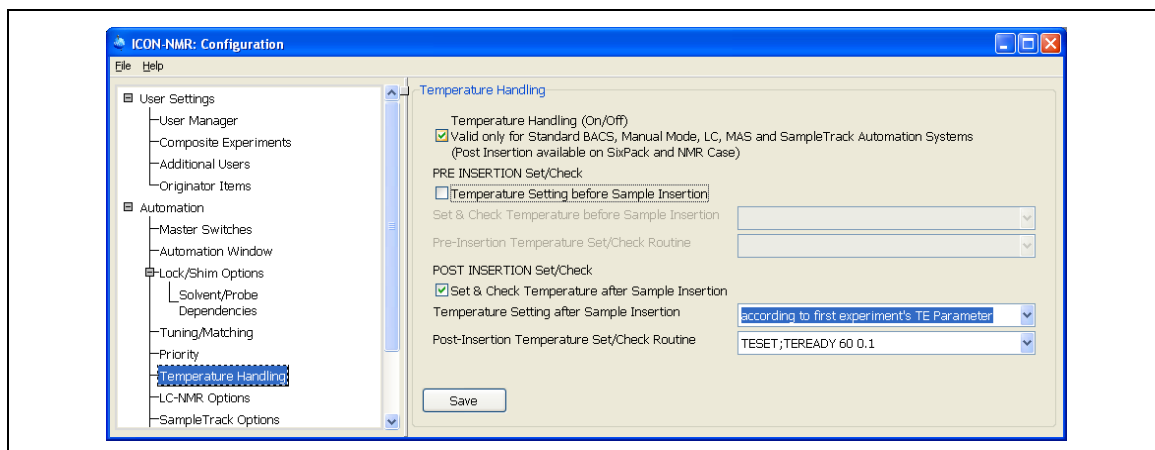 ICON-NMR: Configuration
File Help
User Settings
User Manager
Composite Experiments
Additional Users
Originator Items
Automation
Master Switches
Automation Window
Lock/Shim Options
Solvent/Probe
Dependencies
Tuning/Matching
Priority
Temperature Handling
LC-NMR Options
SampleTrack Options
Temperature Handling
Temperature Handling (On/Off)
Valid only for Standard BACS, Manual Mode, LC, MAS and SampleTrack Automation Systems
(Post Insertion available on SixPack and NMR Case)
PRE INSERTION Set/Check
Temperature Setting before Sample Insertion
Set & Check Temperature before Sample Insertion
Pre-Insertion Temperature Set/Check Routine
POST INSERTION Set/Check
Set & Check Temperature after Sample Insertion
Temperature Setting after Sample Insertion according to first experiment's TE Parameter
Post-Insertion Temperature Set/Check Routine TESET;TEREADY 60 0.1
Save